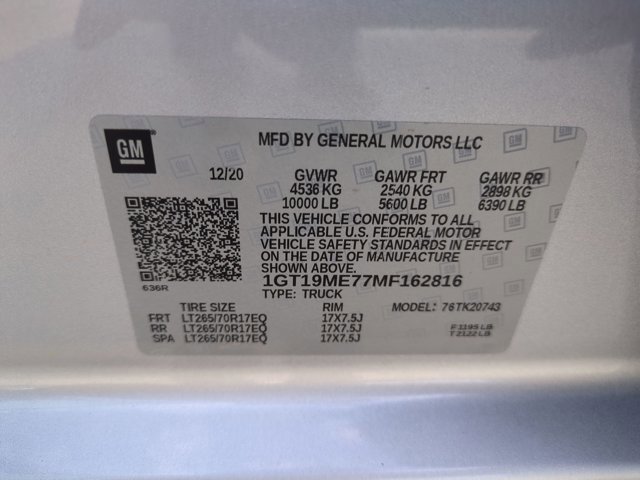 GM
MFD BY GENERAL MOTORS LLC
12/20 GVWR GAWR FRT GAWR RR
4536 KG 2540 KG 2898 KG
10000 LB 5600 LB 6390 LB
THIS VEHICLE CONFORMS TO ALL
APPLICABLE U.S. FEDERAL MOTOR
VEHICLE SAFETY STANDARDS IN EFFECT
ON THE DATE OF MANUFACTURE
SHOWN ABOVE.
636R
1GT19ME77MF162816
TYPE: TRUCK
TIRE SIZE RIM MODEL: 76TK20743
FRT LT265/70R17EQ 17X7.5J
RR LT265/70R17EQ 17X7.5J
SPA LT265/70R17EQ 17X7.5J
F:1195 LB
T:2122 LB